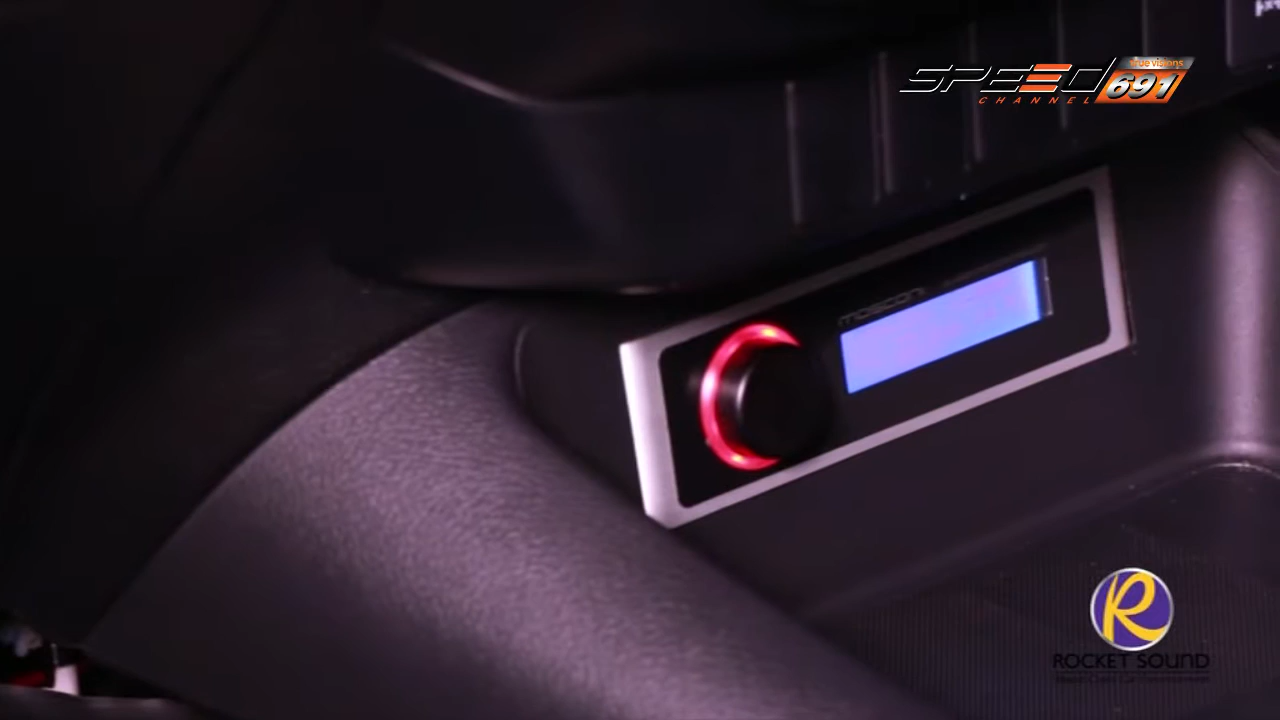 SPEED
true visions
CHANNEL
691
MOSCONI
R
ROCKET SOUND